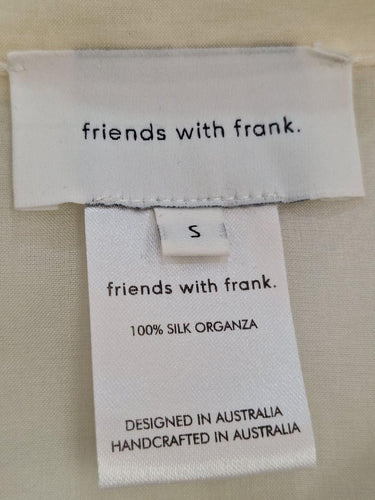 friends with frank.
S
friends with frank.
100% SILK ORGANZA
DESIGNED IN AUSTRALIA
HANDCRAFTED IN AUSTRALIA